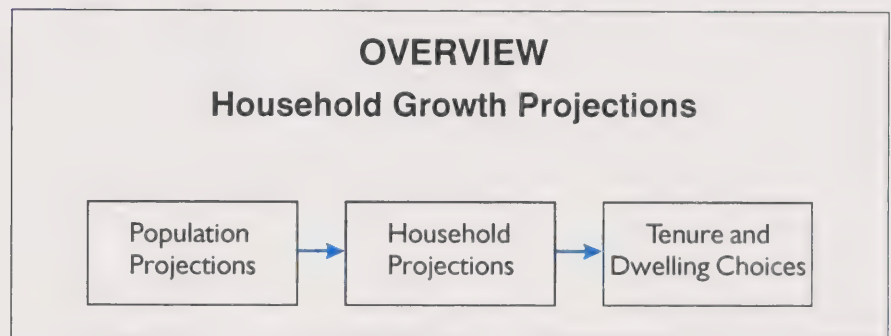 OVERVIEW
Household Growth Projections
Population
Projections
Household
Projections
Tenure and
Dwelling Choices